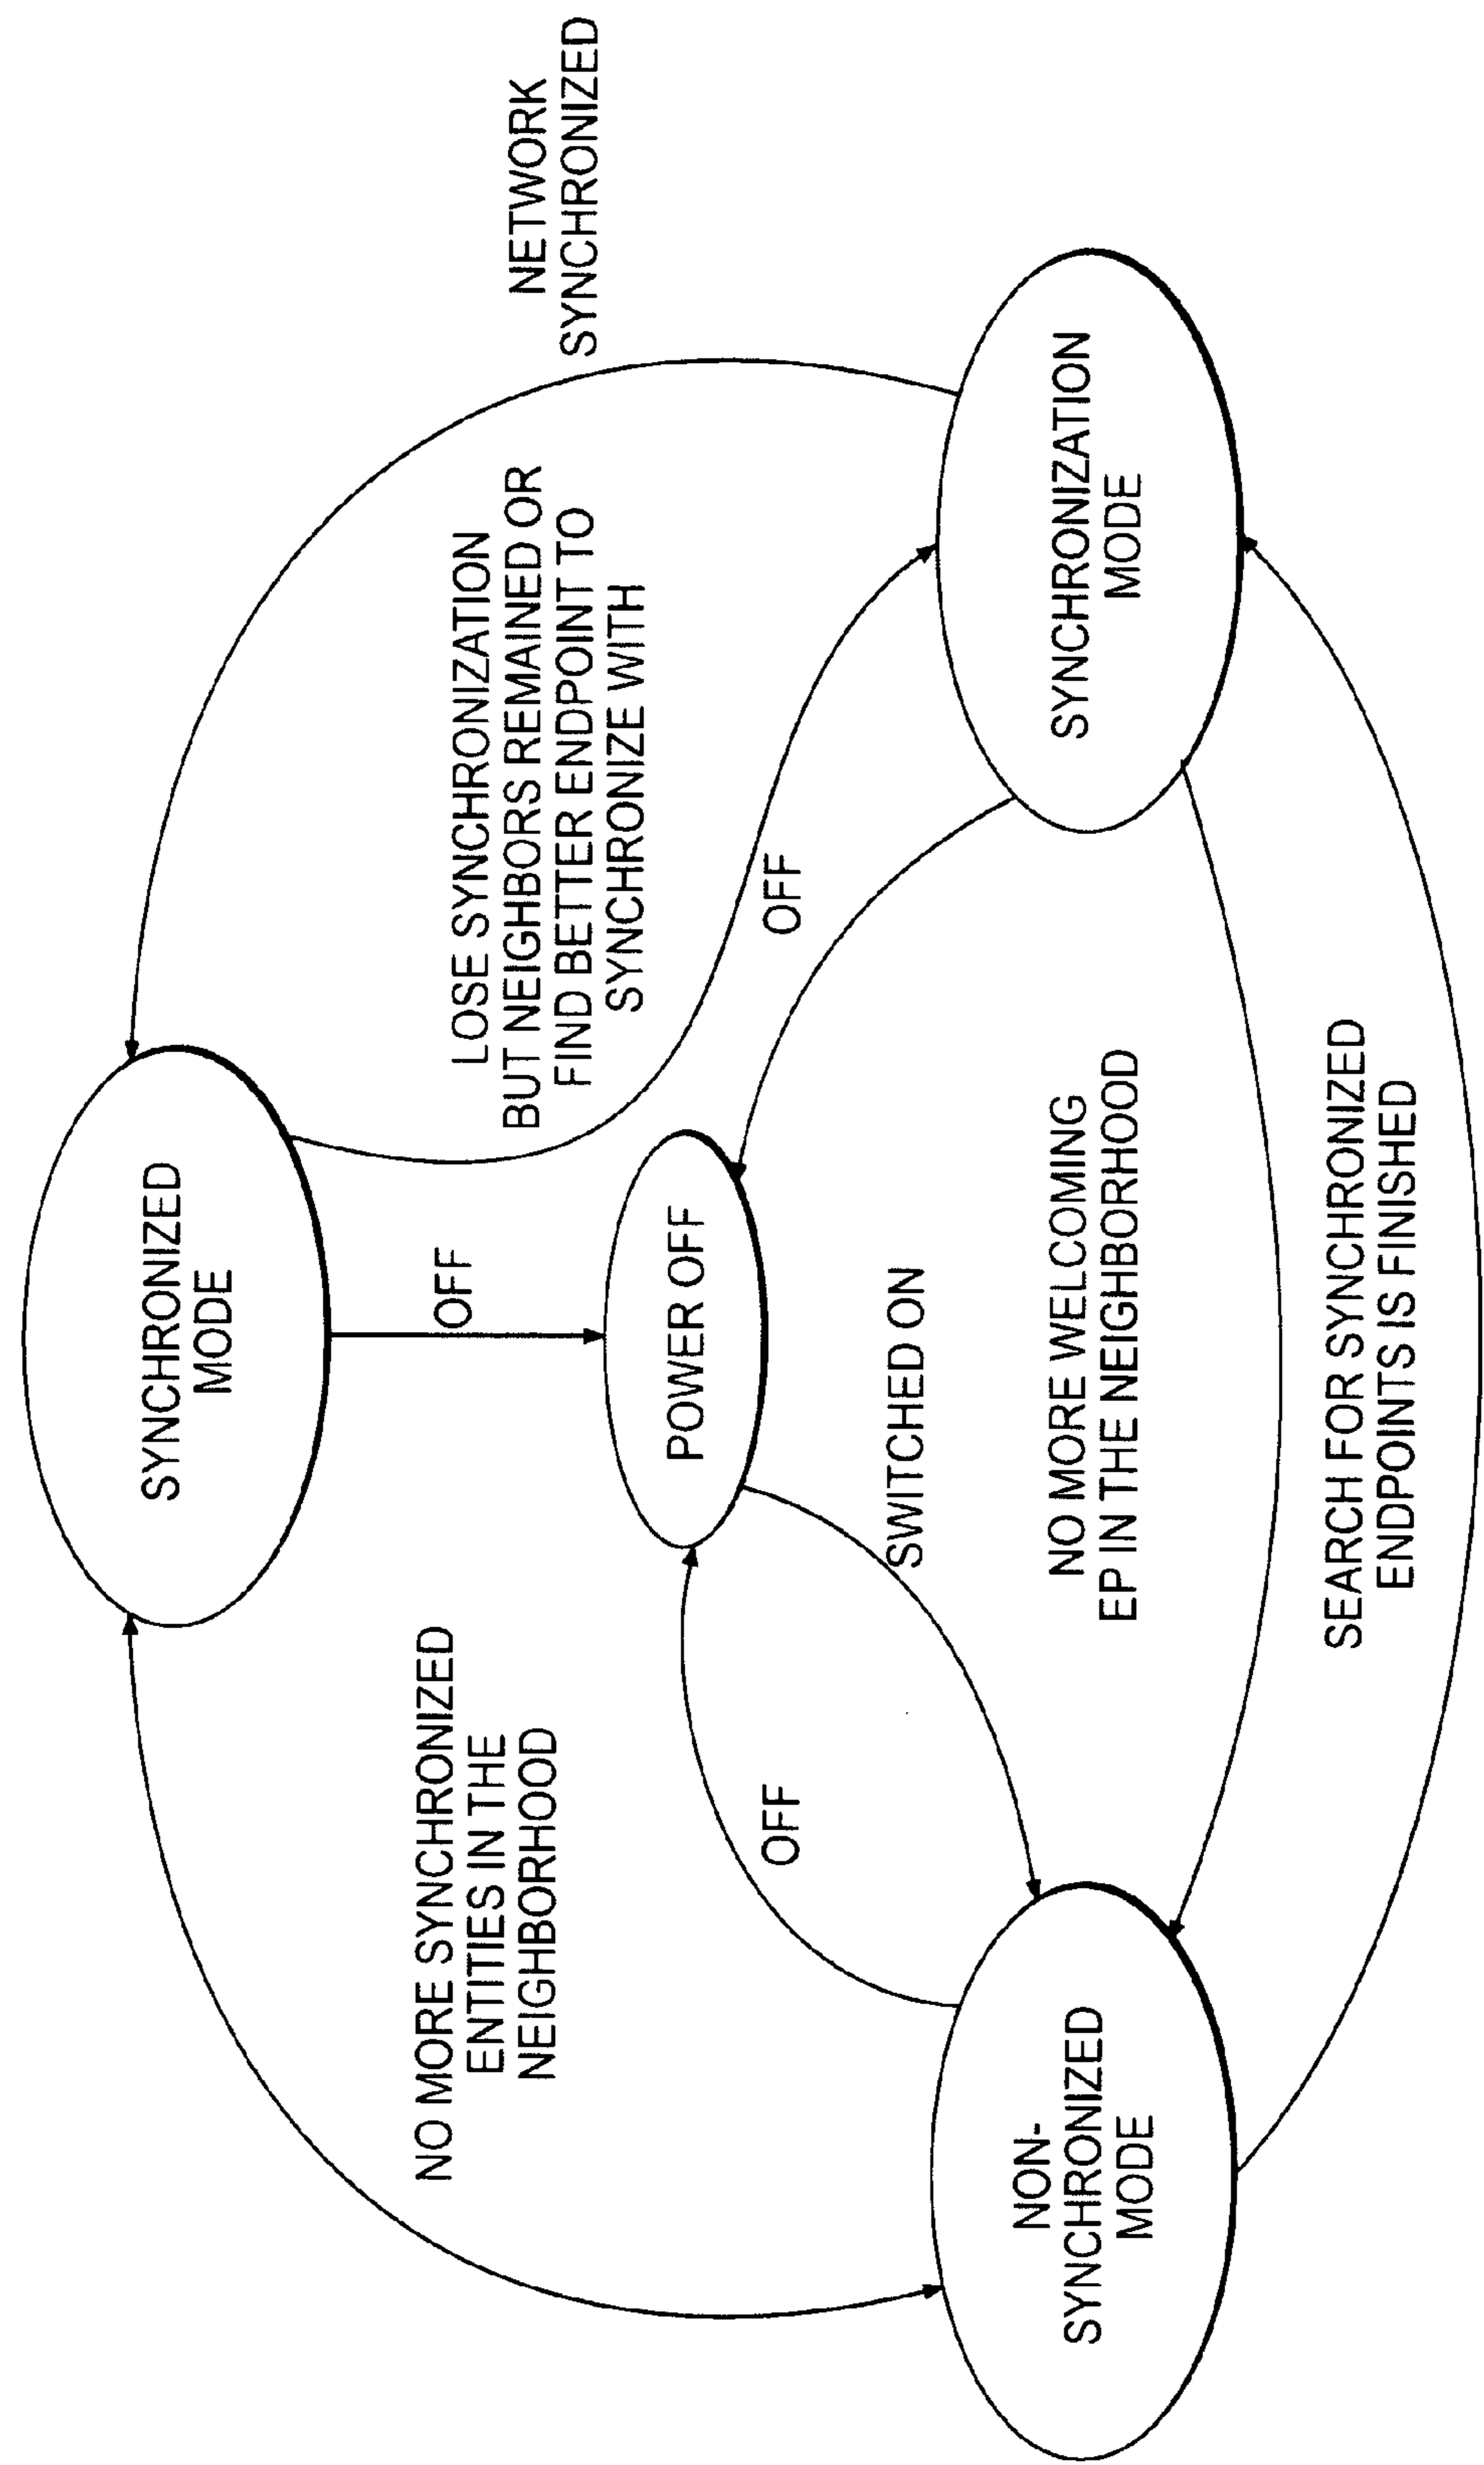 SYNCHRONIZED
MODE
NETWORK
SYNCHRONIZED
NO MORE SYNCHRONIZED
ENTITIES IN THE
NEIGHBORHOOD
OFF
LOSE SYNCHRONIZATION
BUT NEIGHBORS REMAINED OR
FIND BETTER ENDPOINT TO
SYNCHRONIZE WITH
POWER OFF
OFF
OFF
SWITCHED ON
NON-
SYNCHRONIZED
MODE
NO MORE WELCOMING
EP IN THE NEIGHBORHOOD
SYNCHRONIZATION
MODE
SEARCH FOR SYNCHRONIZED
ENDPOINTS IS FINISHED